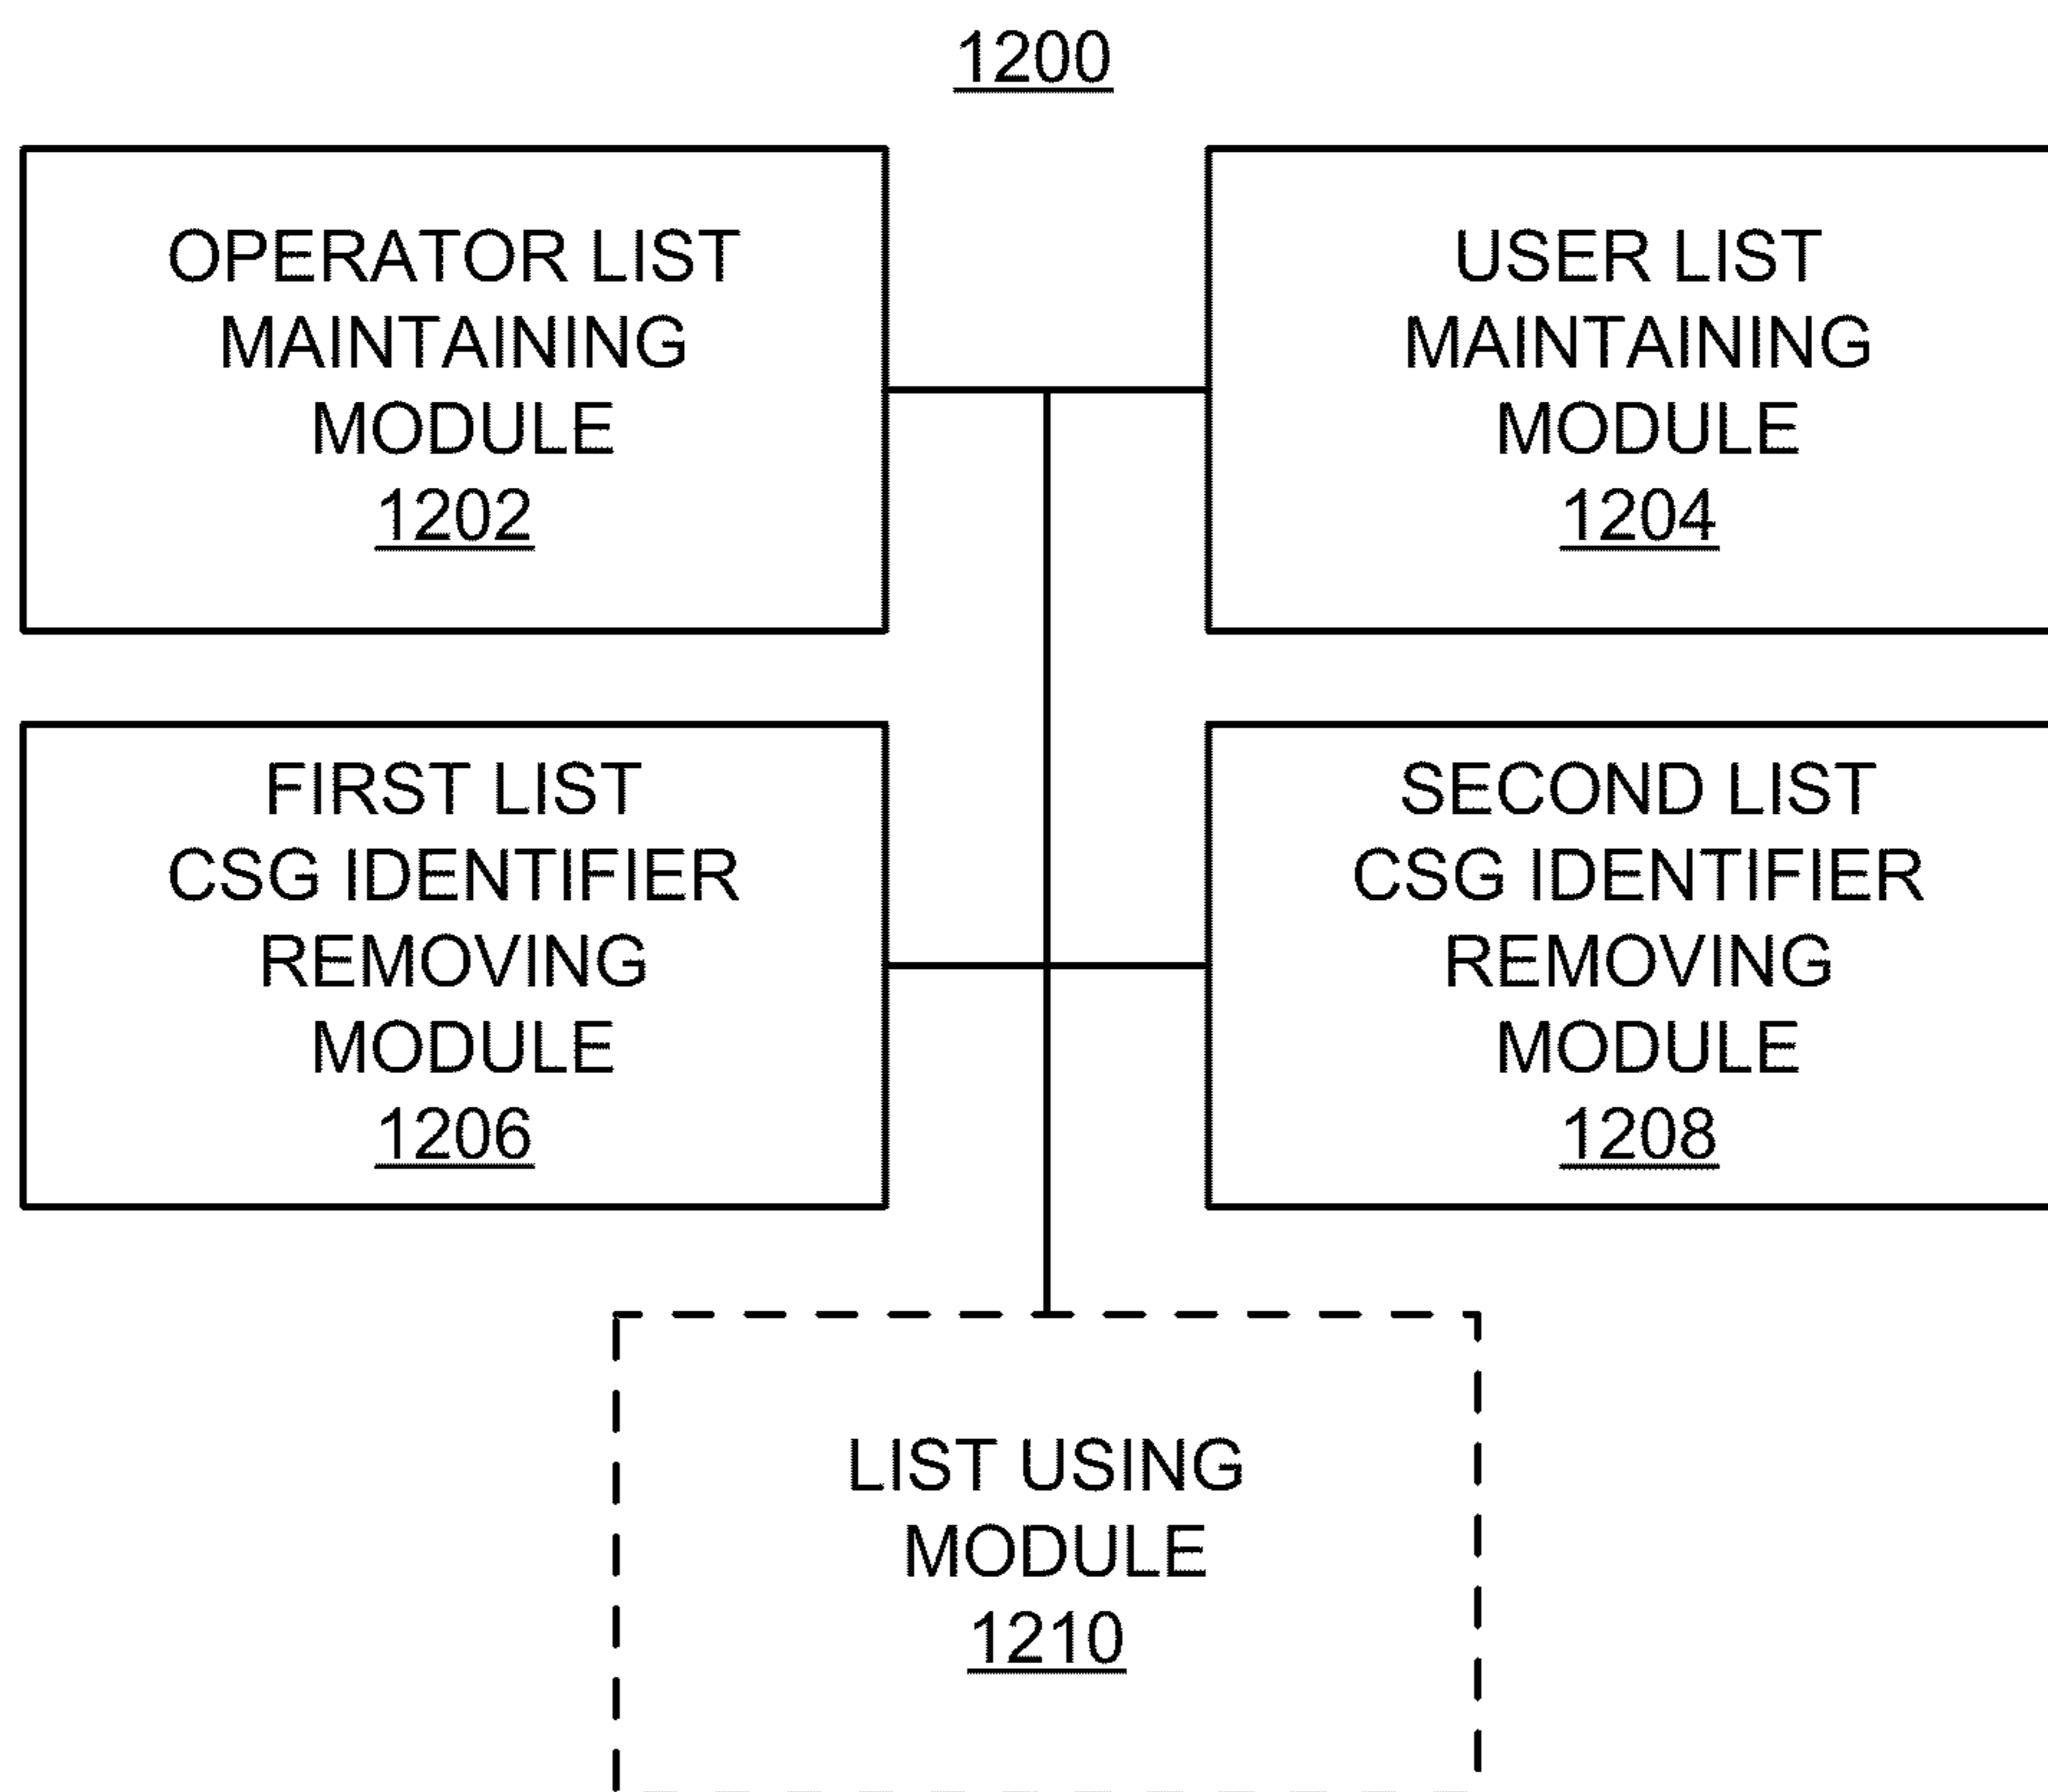 1200
OPERATOR LIST
MAINTAINING
MODULE
1202
USER LIST
MAINTAINING
MODULE
1204
FIRST LIST
CSG IDENTIFIER
REMOVING
MODULE
1206
SECOND LIST
CSG IDENTIFIER
REMOVING
MODULE
1208
LIST USING
MODULE
1210